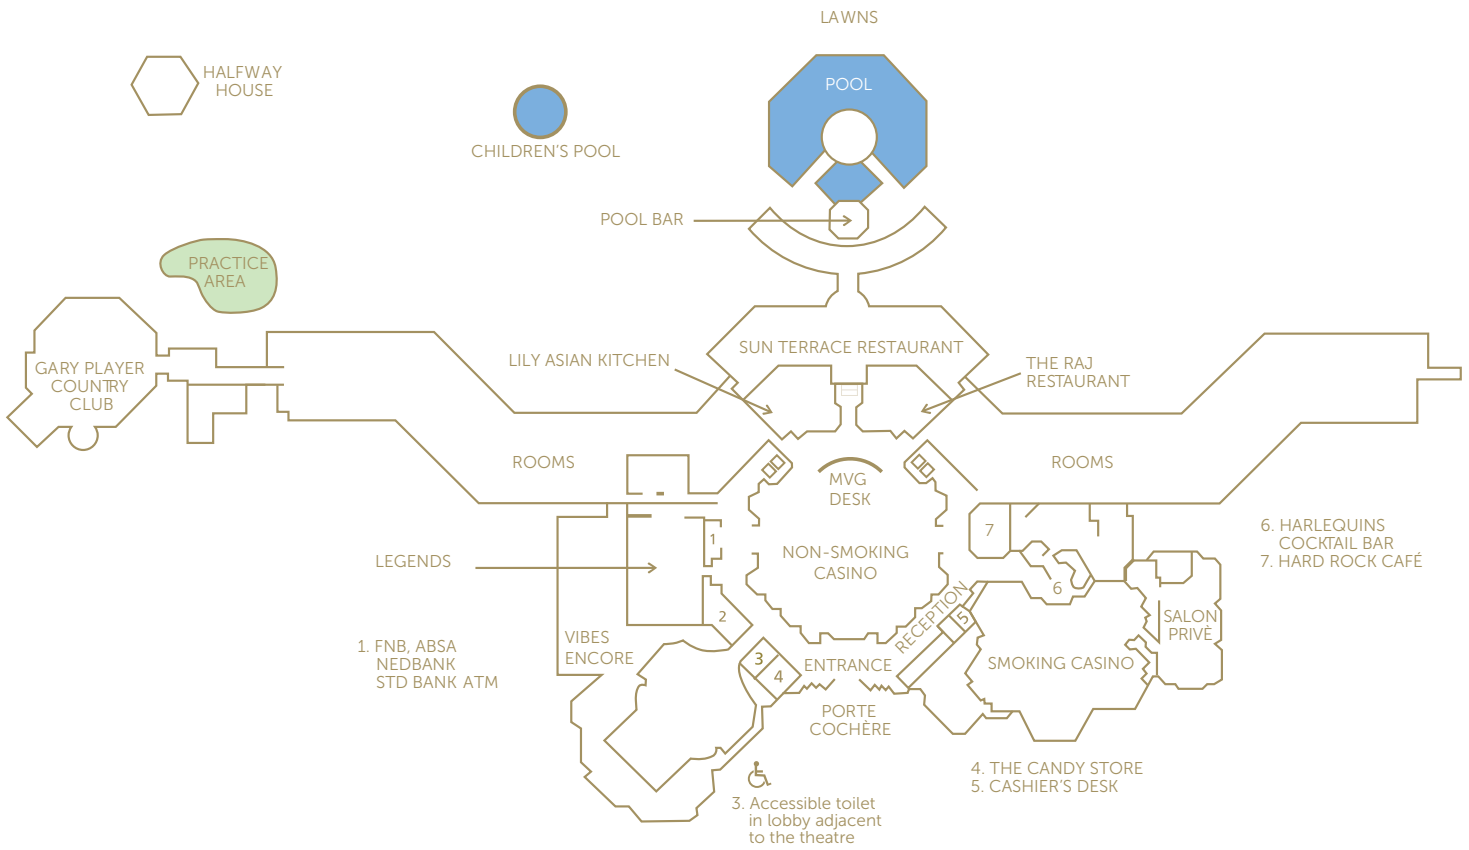 LAWNS
HALFWAY
HOUSE
POOL
CHILDREN'S POOL
POOL BAR
PRACTICE
AREA
GARY PLAYER
COUNTRY
CLUB
LILY ASIAN KITCHEN
SUN TERRACE RESTAURANT
THE RAJ
RESTAURANT
ROOMS
MVG
DESK
ROOMS
LEGENDS
1
2
NON-SMOKING
CASINO
7
6
6. HARLEQUINS
COCKTAIL BAR
7. HARD ROCK CAFÉ
1. FNB, ABSA
NEDBANK
STD BANK ATM
VIBES
ENCORE
3
4
ENTRANCE
RECEPTION
5
SMOKING CASINO
SALON
PRIVÈ
PORTE
COCHÈRE
4. THE CANDY STORE
5. CASHIER'S DESK
3. Accessible toilet
in lobby adjacent
to the theatre